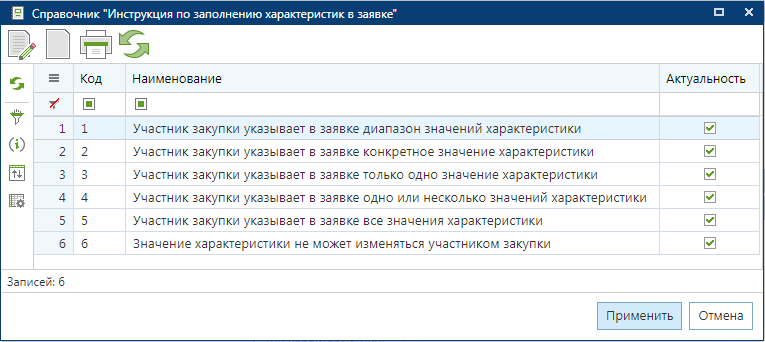 Справочник "Инструкция по заполнению характеристик в заявке"
Код Наименование Актуальность
1 1 Участник закупки указывает в заявке диапазон значений характеристики
2 2 Участник закупки указывает в заявке конкретное значение характеристики
3 3 Участник закупки указывает в заявке только одно значение характеристики
4 4 Участник закупки указывает в заявке одно или несколько значений характеристики
5 5 Участник закупки указывает в заявке все значения характеристики
6 6 Значение характеристики не может изменяться участником закупки
Записей: 6
Применить Отмена